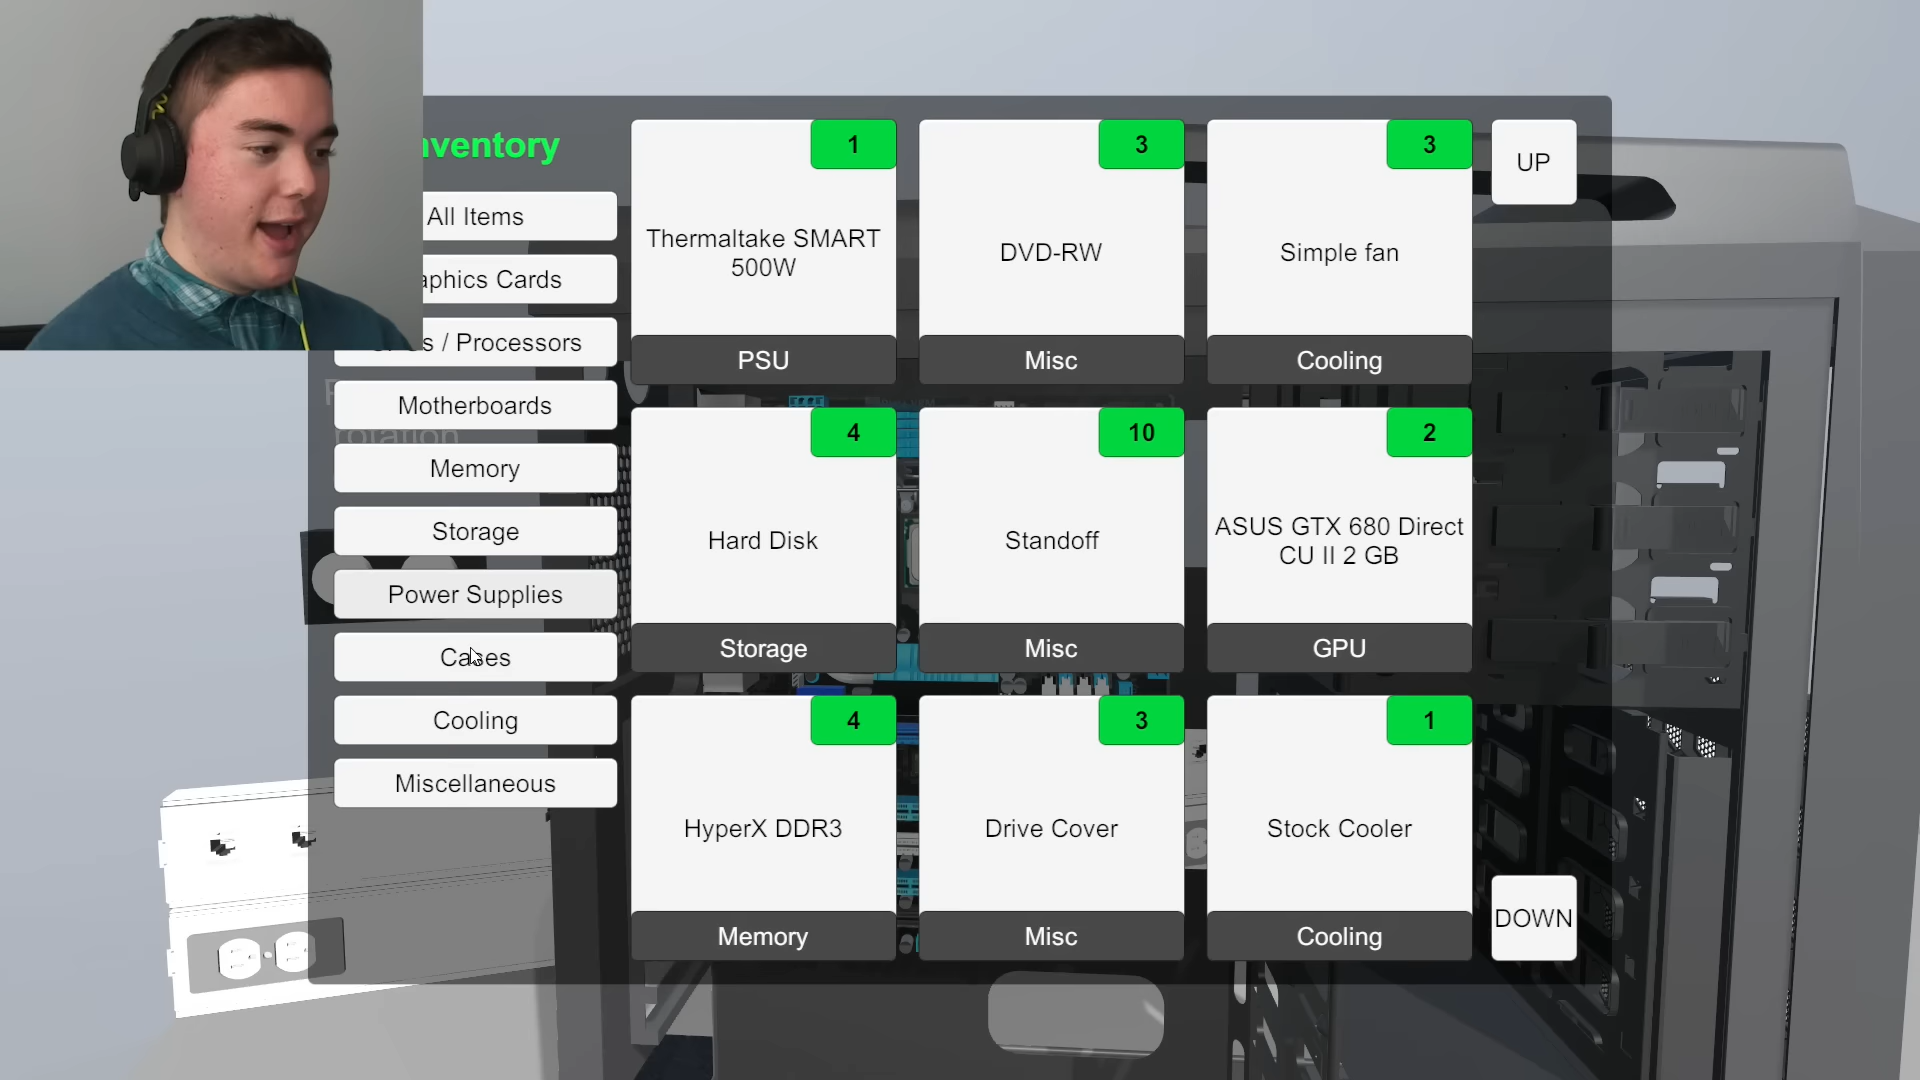 nventory
All Items
aphics Cards
s / Processors
Motherboards
Memory
Storage
Power Supplies
Cases
Cooling
Miscellaneous
rotation
1
Thermaltake SMART
500W
PSU
3
DVD-RW
Misc
3
Simple fan
Cooling
4
Hard Disk
Storage
10
Standoff
Misc
2
ASUS GTX 680 Direct
CU II 2 GB
GPU
4
HyperX DDR3
Memory
3
Drive Cover
Misc
1
Stock Cooler
Cooling
UP
DOWN